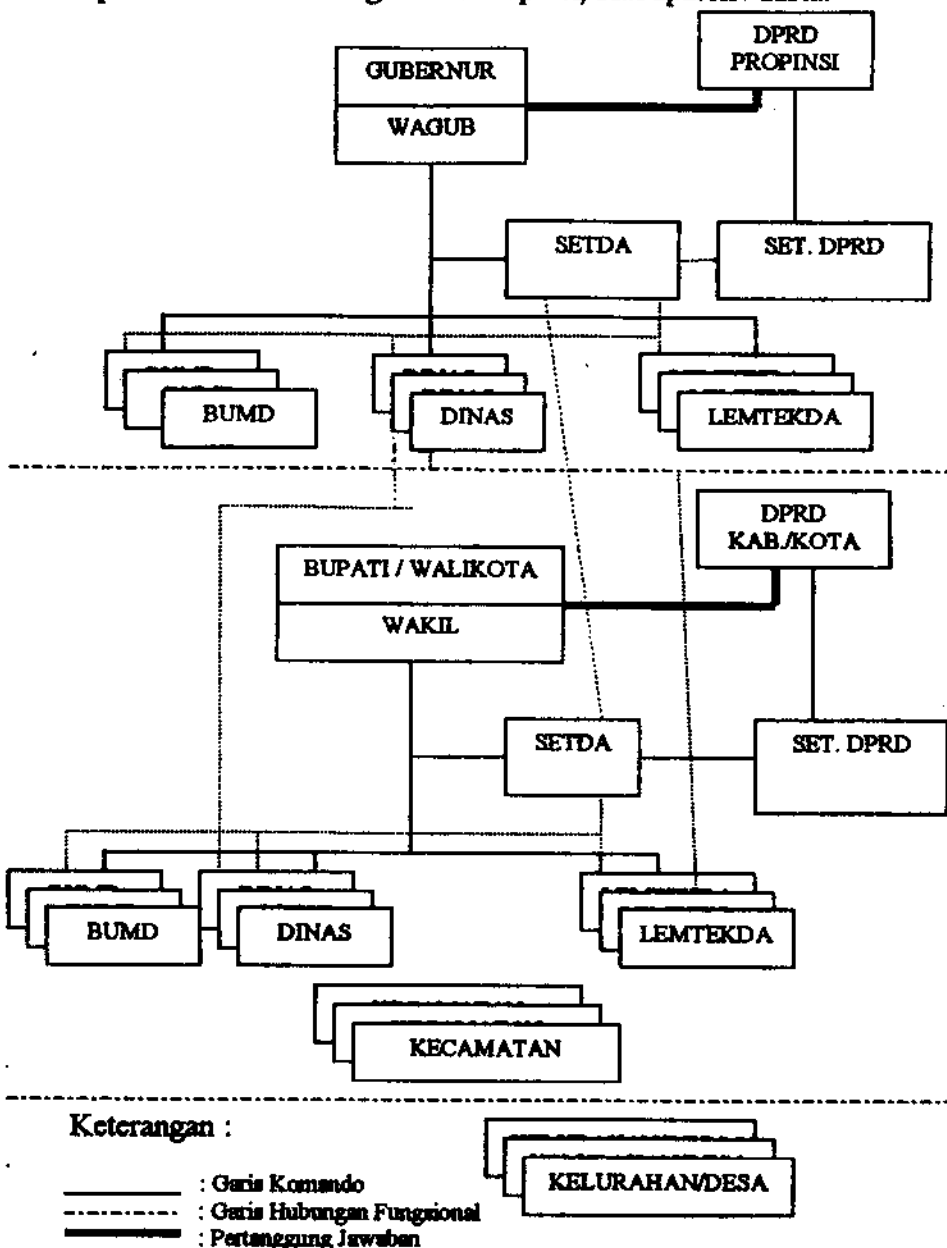 DPRD
PROPINSI
GUBERNUR
WAGUB
SETDA
SET. DPRD
BUMD
DINAS
LEMTEKDA
DPRD
KAB./KOTA
BUPATI / WALIKOTA
WAKIL
SETDA
SET. DPRD
BUMD
DINAS
LEMTEKDA
KECAMATAN
Keterangan :
KELURAHAN/DESA
: Garis Komando
: Garis Hubungan Fungsional
: Pertanggung Jawaban